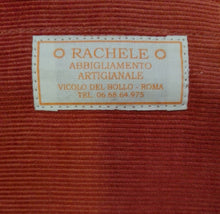 RACHELE
ABBIGLIAMENTO
ARTIGIANALE
VICOLO DEL BOLLO - ROMA
TEL. 06.68.64.975